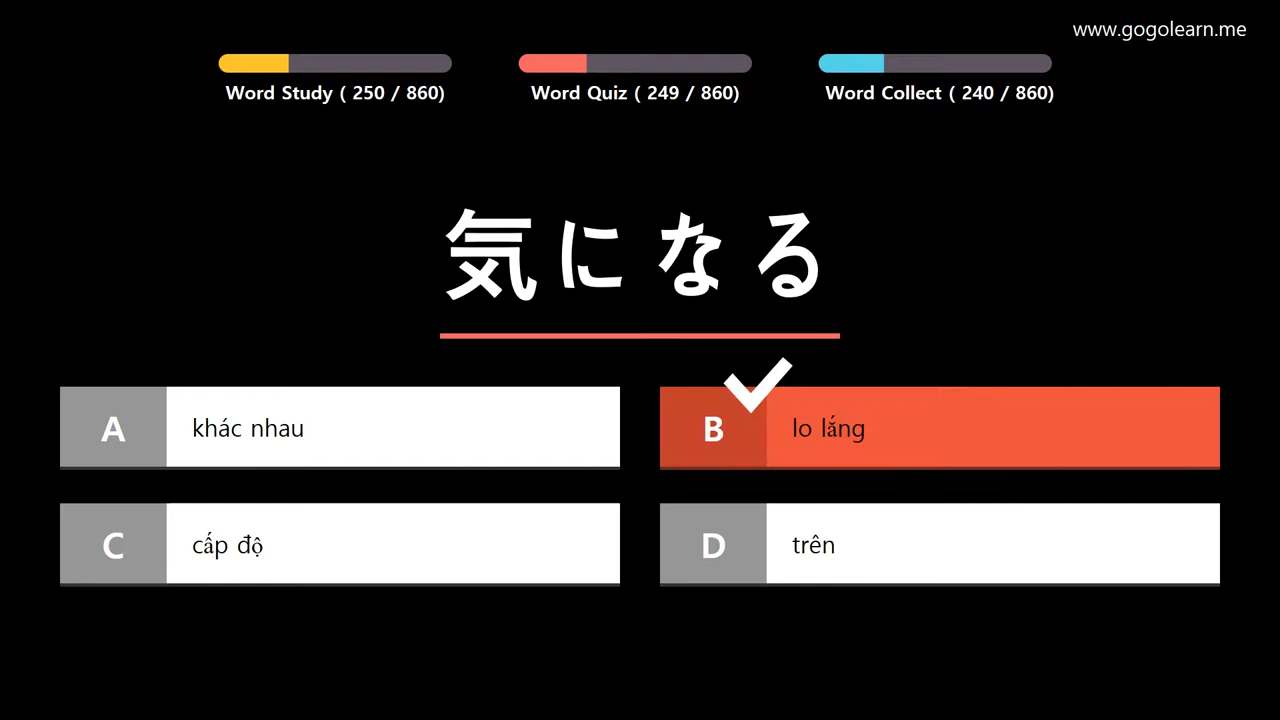 www.gogolearn.me
Word Study ( 250 / 860)
Word Quiz ( 249 / 860)
Word Collect ( 240 / 860)
気になる
A khác nhau
B lo lắng
C cấp độ
D trên